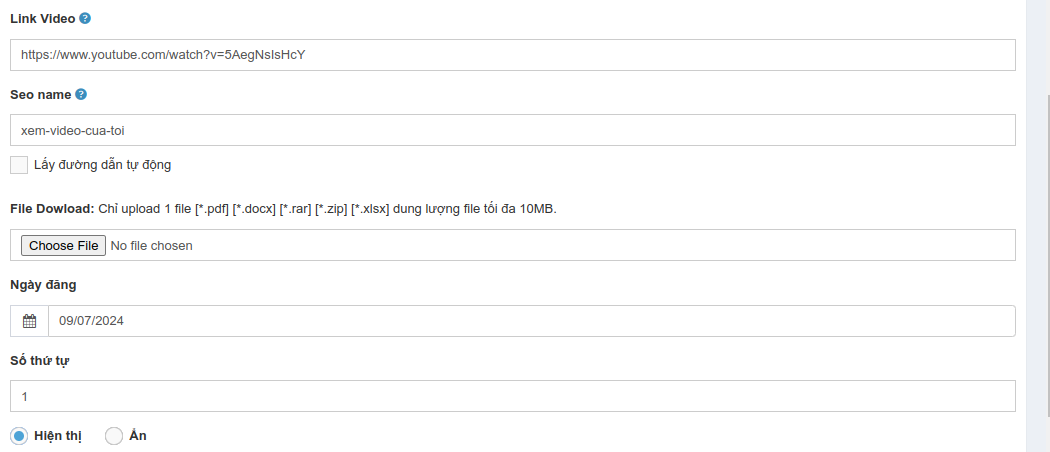 Link Video
https://www.youtube.com/watch?v=5AegNsIsHcY
Seo name
xem-video-cua-toi
Lấy đường dẫn tự động
File Dowload: Chỉ upload 1 file [*.pdf] [*.docx] [*.rar] [*.zip] [*.xlsx] dung lượng file tối đa 10MB.
Choose File No file chosen
Ngày đăng
09/07/2024
Số thứ tự
1
Hiện thị Ẩn